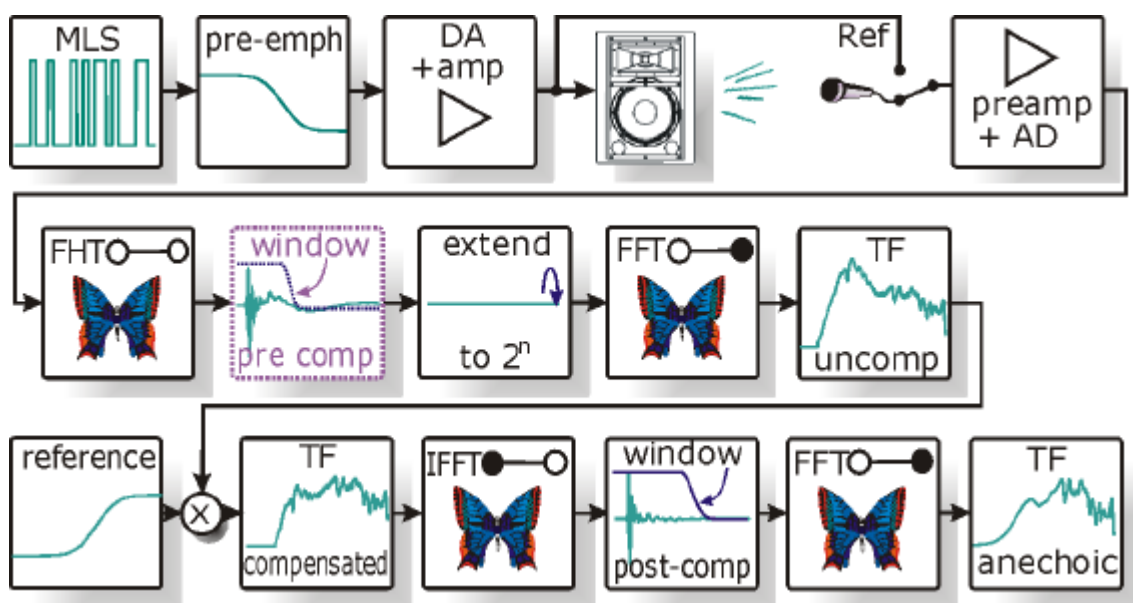 MLS
pre-emph
DA
+amp
Ref
preamp
+ AD
FHT
window
pre comp
extend
to 2ⁿ
FFT
TF
uncomp
reference
X
TF
compensated
IFFT
window
post-comp
FFT
TF
anechoic